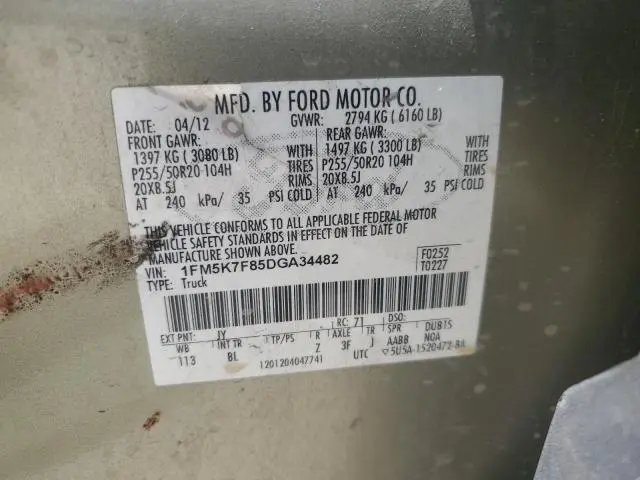 MFD. BY FORD MOTOR CO.
DATE: 04/12 GVWR: 2794 KG ( 6160 LB)
FRONT GAWR: REAR GAWR:
1397 KG ( 3080 LB) WITH 1497 KG ( 3300 LB) WITH
P255/50R20 104H TIRES P255/50R20 104H TIRES
20X8.5J RIMS 20X8.5J RIMS
AT 240 kPa/ 35 PSI COLD AT 240 kPa/ 35 PSI COLD
THIS VEHICLE CONFORMS TO ALL APPLICABLE FEDERAL MOTOR
VEHICLE SAFETY STANDARDS IN EFFECT ON THE DATE OF
MANUFACTURE SHOWN ABOVE.
VIN: 1FM5K7F85DGA34482 F0252
TYPE: Truck T0227
EXT PNT: JY RC: 71 DSO:
WB INT TR TP/PS R AXLE TR SPR DUB15
113 BL Z 3F J AABB NOA
1201204047741 UTC ▽5U5A-1520472-BA